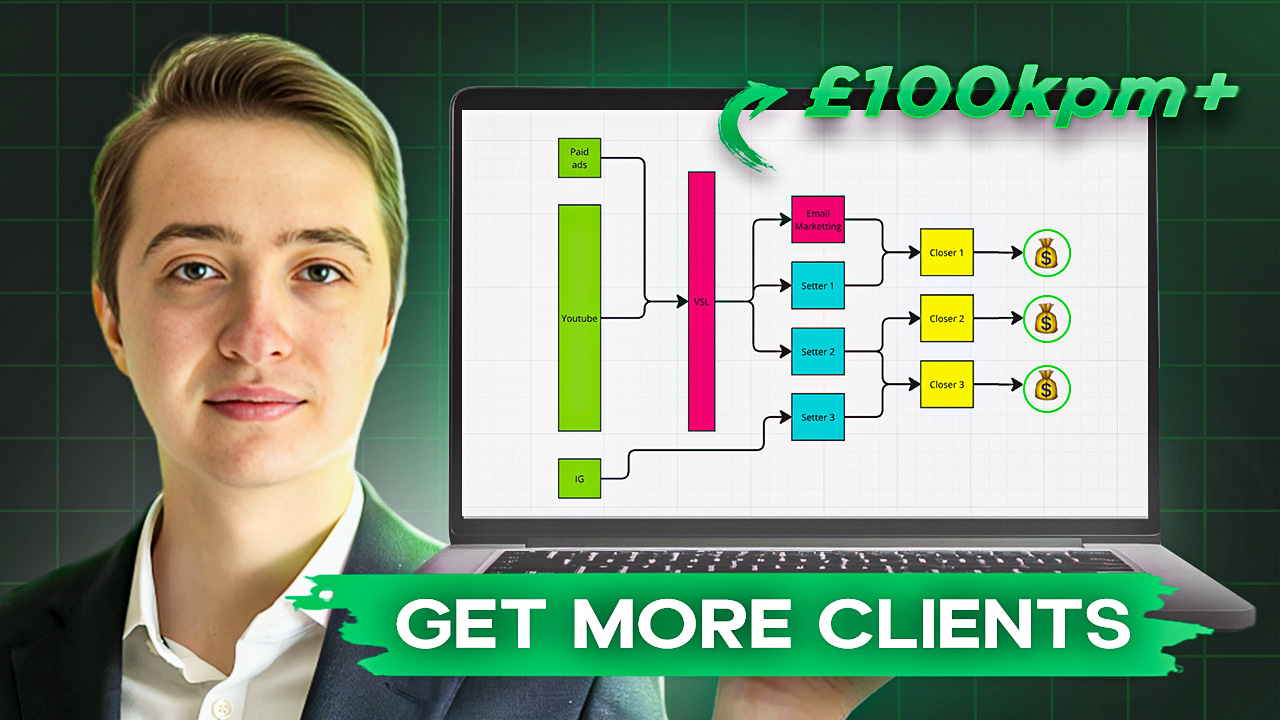 £100kpm+
Paid
ads
Youtube
IG
VSL
Email
Marketting
Setter 1
Setter 2
Setter 3
Closer 1
Closer 2
Closer 3
$
$
$
GET MORE CLIENTS